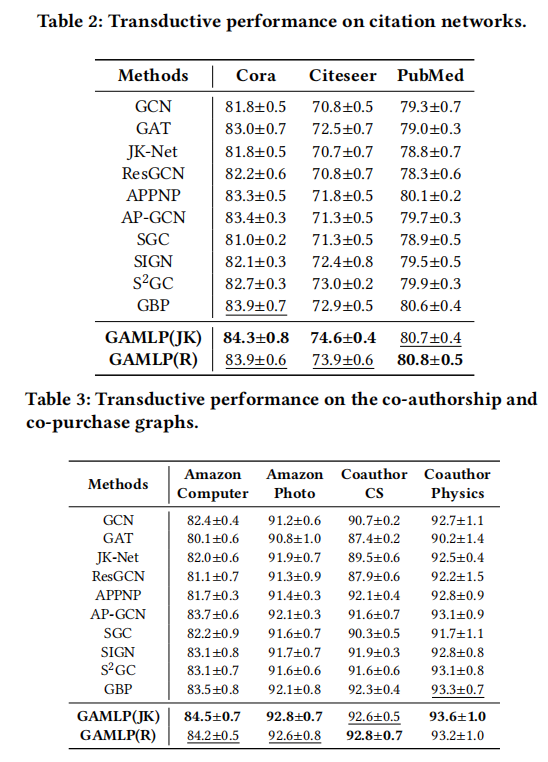 Table 2: Transductive performance on citation networks.
Methods Cora Citeseer PubMed
GCN 81.8±0.5 70.8±0.5 79.3±0.7
GAT 83.0±0.7 72.5±0.7 79.0±0.3
JK-Net 81.8±0.5 70.7±0.7 78.8±0.7
ResGCN 82.2±0.6 70.8±0.7 78.3±0.6
APPNP 83.3±0.5 71.8±0.5 80.1±0.2
AP-GCN 83.4±0.3 71.3±0.5 79.7±0.3
SGC 81.0±0.2 71.3±0.5 78.9±0.5
SIGN 82.1±0.3 72.4±0.8 79.5±0.5
S²GC 82.7±0.3 73.0±0.2 79.9±0.3
GBP 83.9±0.7 72.9±0.5 80.6±0.4
GAMLP(JK) 84.3±0.8 74.6±0.4 80.7±0.4
GAMLP(R) 83.9±0.6 73.9±0.6 80.8±0.5
Table 3: Transductive performance on the co-authorship and
co-purchase graphs.
Methods Amazon Computer Amazon Photo Coauthor CS Coauthor Physics
GCN 82.4±0.4 91.2±0.6 90.7±0.2 92.7±1.1
GAT 80.1±0.6 90.8±1.0 87.4±0.2 90.2±1.4
JK-Net 82.0±0.6 91.9±0.7 89.5±0.6 92.5±0.4
ResGCN 81.1±0.7 91.3±0.9 87.9±0.6 92.2±1.5
APPNP 81.7±0.3 91.4±0.3 92.1±0.4 92.8±0.9
AP-GCN 83.7±0.6 92.1±0.3 91.6±0.7 93.1±0.9
SGC 82.2±0.9 91.6±0.7 90.3±0.5 91.7±1.1
SIGN 83.1±0.8 91.7±0.7 91.9±0.3 92.8±0.8
S²GC 83.1±0.7 91.6±0.6 91.6±0.6 93.1±0.8
GBP 83.5±0.8 92.1±0.8 92.3±0.4 93.3±0.7
GAMLP(JK) 84.5±0.7 92.8±0.7 92.6±0.5 93.6±1.0
GAMLP(R) 84.2±0.5 92.6±0.8 92.8±0.7 93.2±1.0